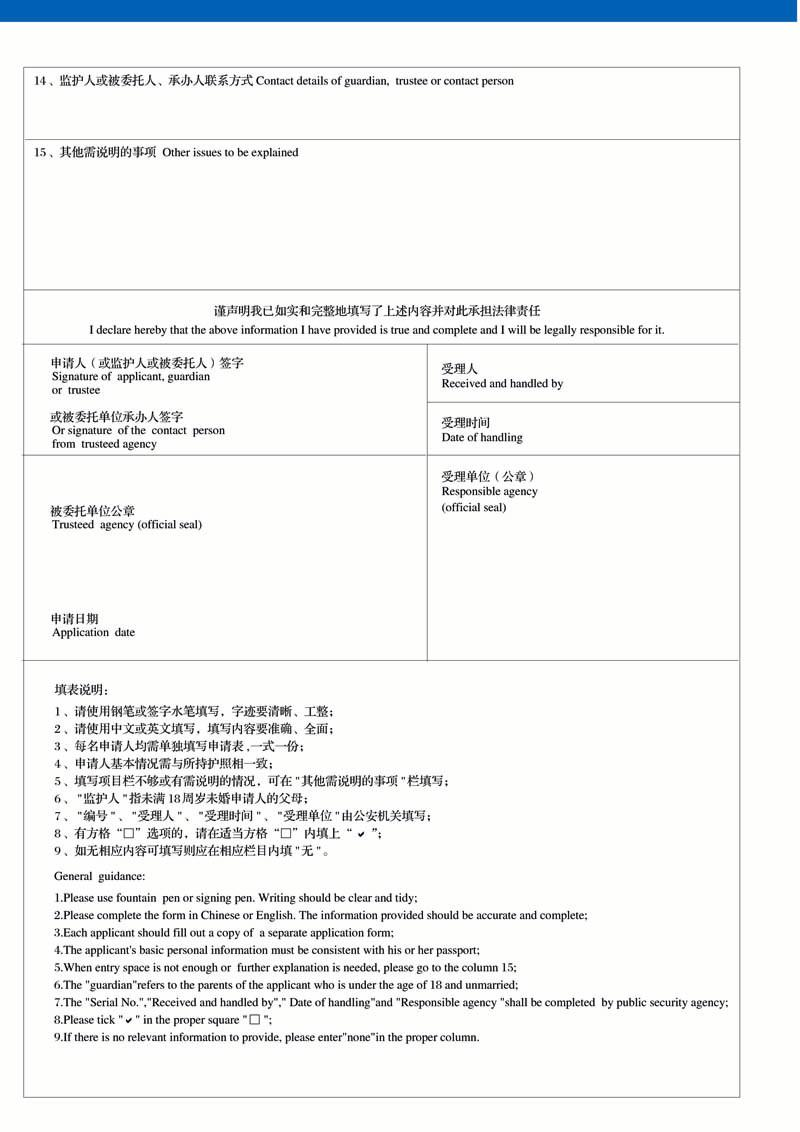 14、监护人或被委托人、承办人联系方式 Contact details of guardian, trustee or contact person
15、其他需说明的事项 Other issues to be explained
谨声明我已如实和完整地填写了上述内容并对此承担法律责任
I declare hereby that the above information I have provided is true and complete and I will be legally responsible for it.
申请人（或监护人或被委托人）签字
Signature of applicant, guardian
or trustee
或被委托单位承办人签字
Or signature of the contact person
from trusteed agency
受理人
Received and handled by
受理时间
Date of handling
被委托单位公章
Trusteed agency (official seal)
申请日期
Application date
受理单位（公章）
Responsible agency
(official seal)
填表说明：
1、请使用钢笔或签字水笔填写，字迹要清晰、工整；
2、请使用中文或英文填写，填写内容要准确、全面；
3、每名申请人均需单独填写申请表,一式一份；
4、申请人基本情况需与所持护照相一致；
5、填写项目栏不够或有需说明的情况，可在"其他需说明的事项"栏填写；
6、"监护人"指未满18周岁未婚申请人的父母；
7、"编号"、"受理人"、"受理时间"、"受理单位"由公安机关填写；
8、有方格“□”选项的，请在适当方格“□”内填上“✔”；
9、如无相应内容可填写则应在相应栏目内填"无"。
General guidance:
1.Please use fountain pen or signing pen. Writing should be clear and tidy;
2.Please complete the form in Chinese or English. The information provided should be accurate and complete;
3.Each applicant should fill out a copy of a separate application form;
4.The applicant's basic personal information must be consistent with his or her passport;
5.When entry space is not enough or further explanation is needed, please go to the column 15;
6.The "guardian"refers to the parents of the applicant who is under the age of 18 and unmarried;
7.The "Serial No.","Received and handled by"," Date of handling"and "Responsible agency "shall be completed by public security agency;
8.Please tick "✔" in the proper square "□ ";
9.If there is no relevant information to provide, please enter"none"in the proper column.